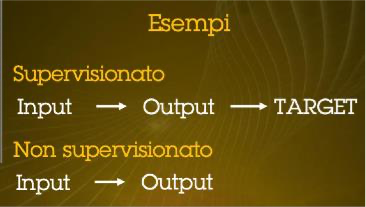 Esempi
Supervisionato
Input → Output → TARGET
Non supervisionato
Input → Output